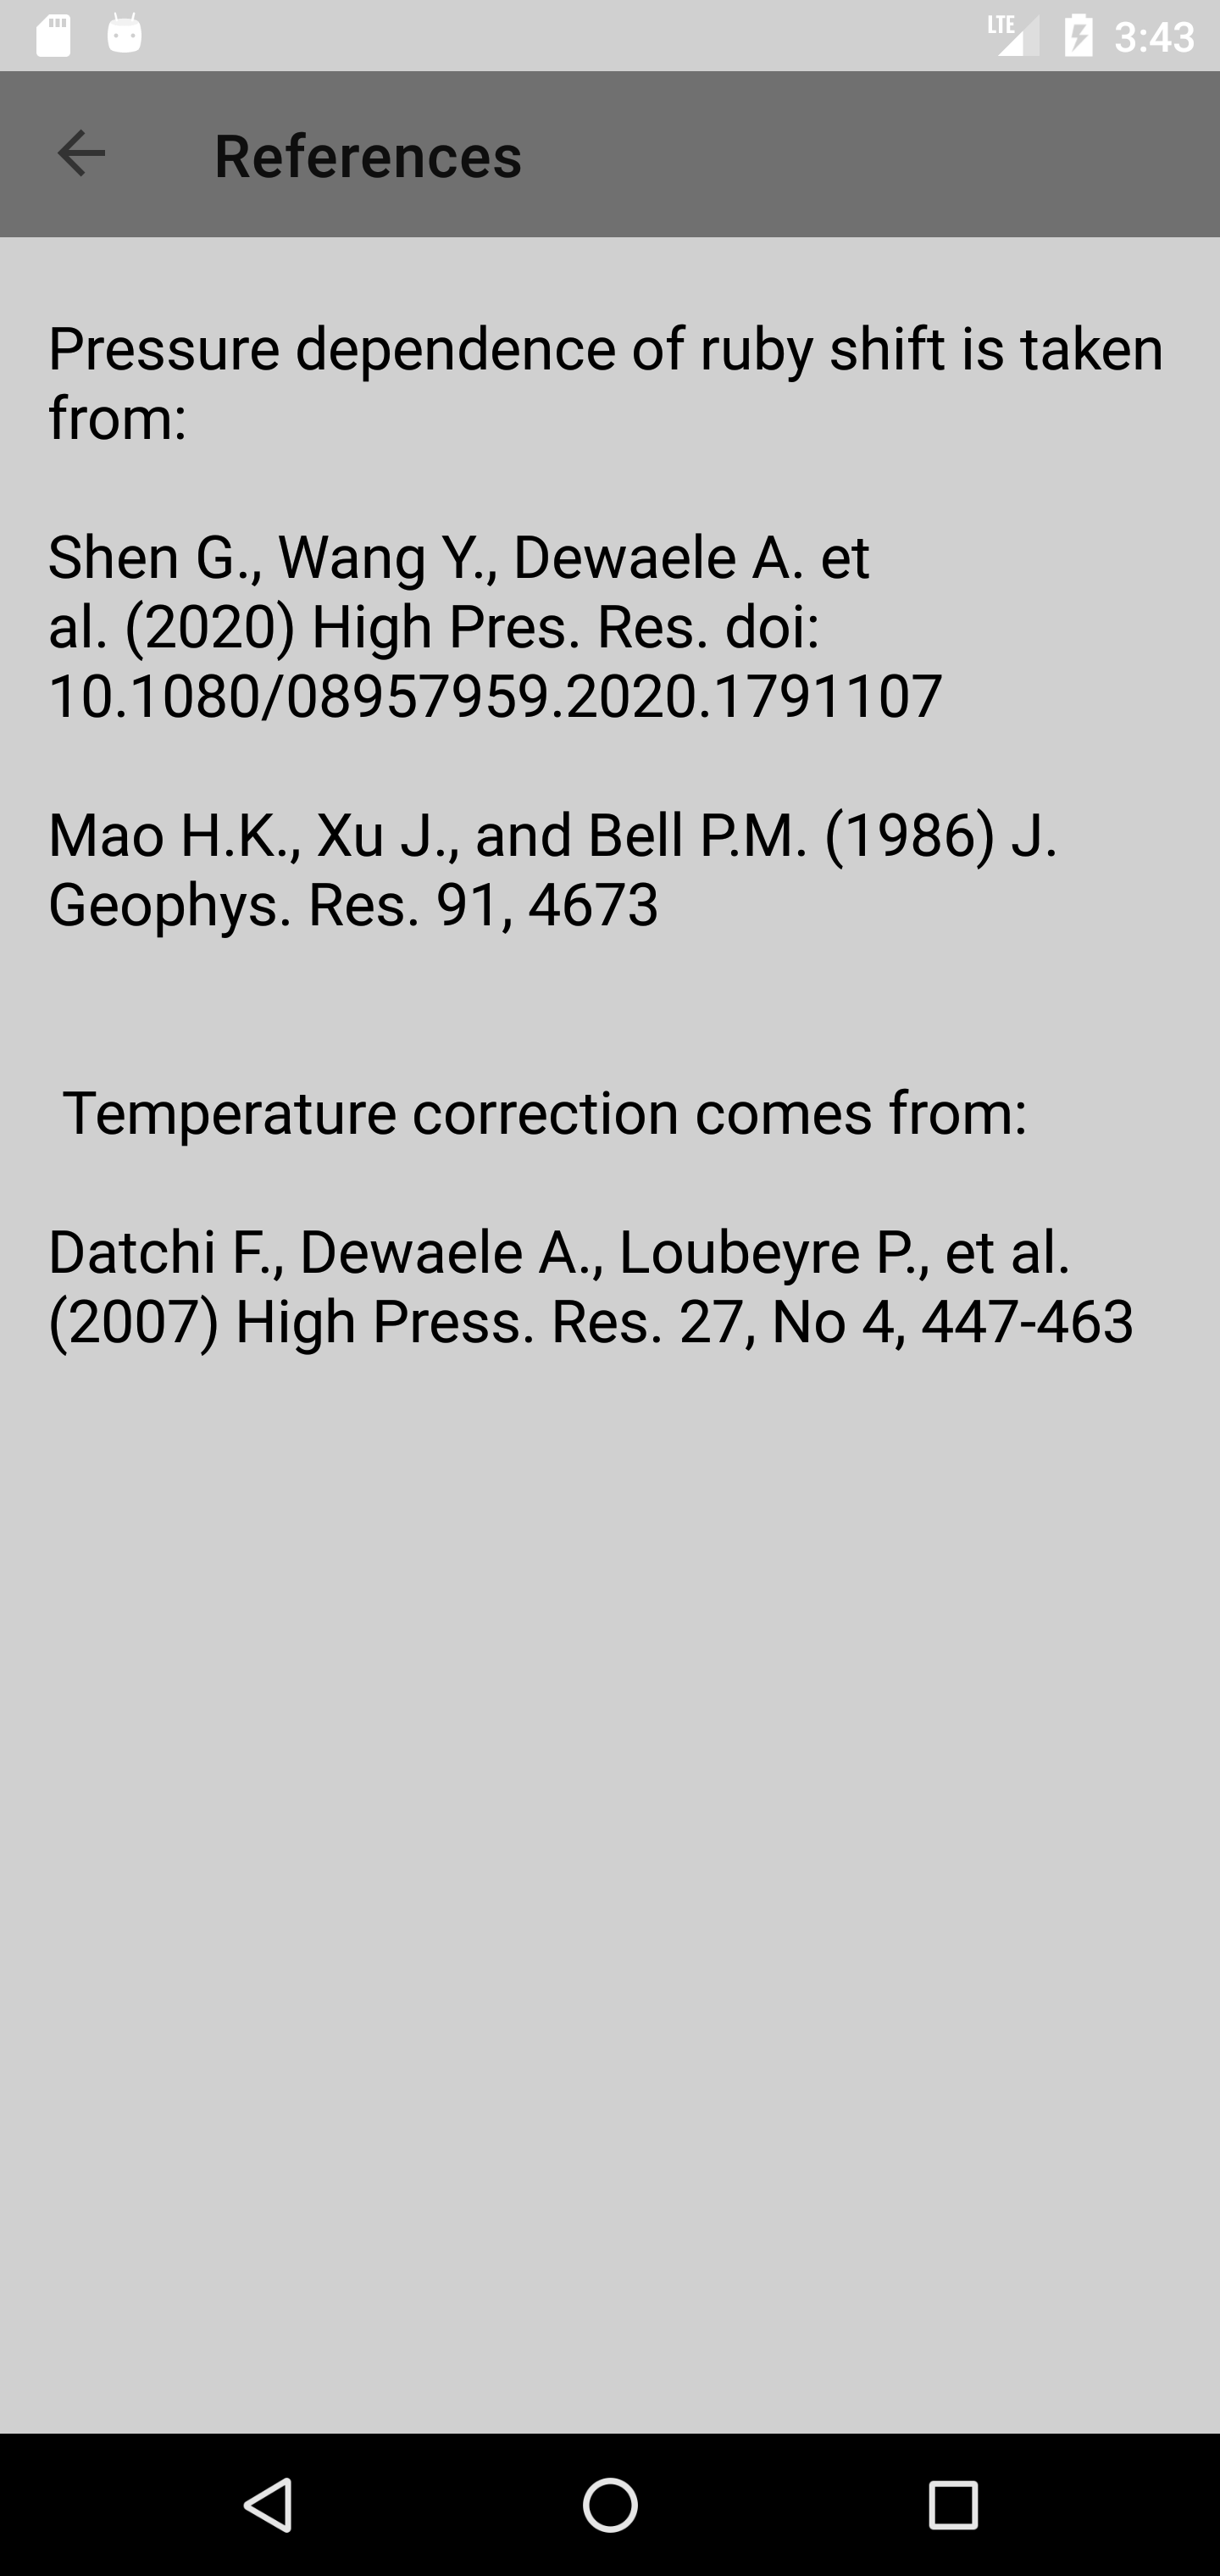 LTE 3:43
References
Pressure dependence of ruby shift is taken
from:
Shen G., Wang Y., Dewaele A. et
al. (2020) High Pres. Res. doi:
10.1080/08957959.2020.1791107
Mao H.K., Xu J., and Bell P.M. (1986) J.
Geophys. Res. 91, 4673
Temperature correction comes from:
Datchi F., Dewaele A., Loubeyre P., et al.
(2007) High Press. Res. 27, No 4, 447-463